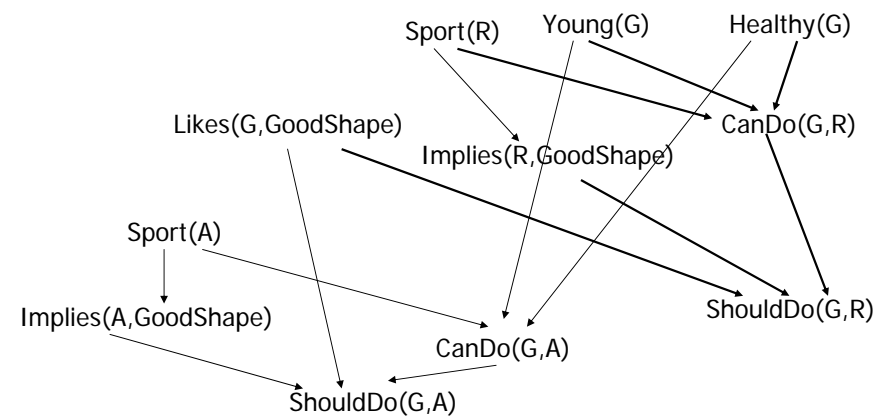 Sport(R)
Young(G)
Healthy(G)
Likes(G,GoodShape)
CanDo(G,R)
Implies(R,GoodShape)
Sport(A)
Implies(A,GoodShape)
ShouldDo(G,R)
CanDo(G,A)
ShouldDo(G,A)